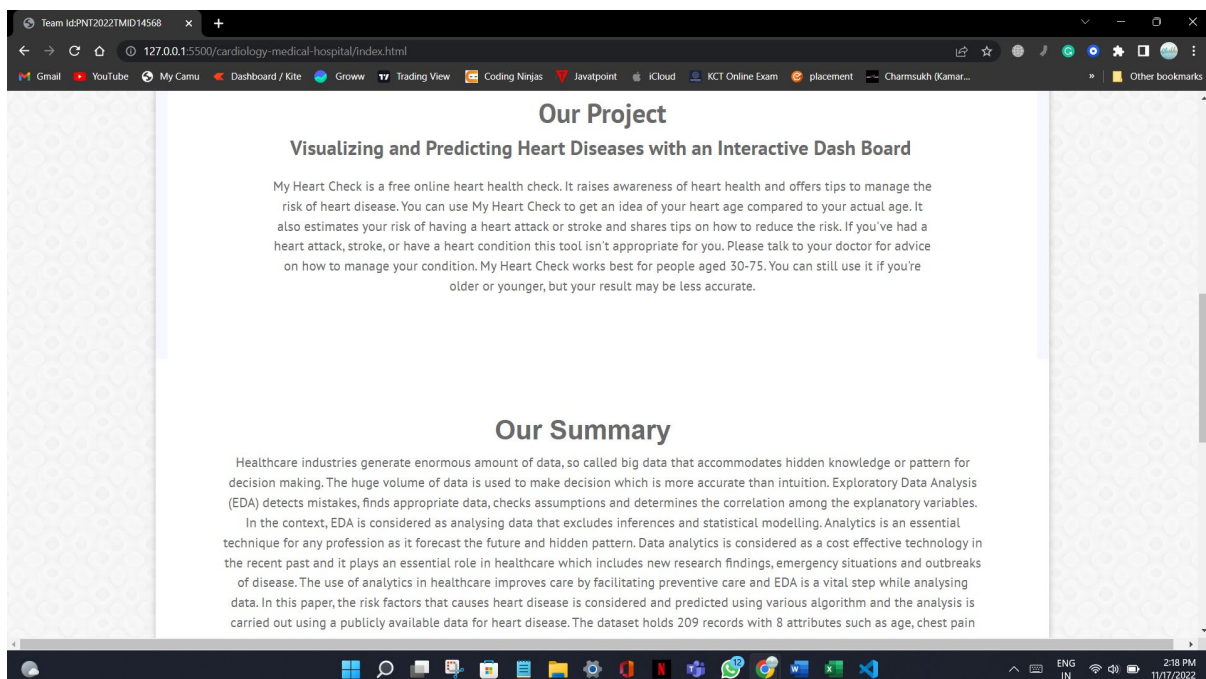 Team Id:PNT2022TMID14568
127.0.0.1:5500/cardiology-medical-hospital/index.html
Gmail YouTube My Camu Dashboard / Kite Groww Trading View Coding Ninjas Javatpoint iCloud KCT Online Exam placement Charmsukh (Kamar... » Other bookmarks
Our Project
Visualizing and Predicting Heart Diseases with an Interactive Dash Board
My Heart Check is a free online heart health check. It raises awareness of heart health and offers tips to manage the
risk of heart disease. You can use My Heart Check to get an idea of your heart age compared to your actual age. It
also estimates your risk of having a heart attack or stroke and shares tips on how to reduce the risk. If you've had a
heart attack, stroke, or have a heart condition this tool isn't appropriate for you. Please talk to your doctor for advice
on how to manage your condition. My Heart Check works best for people aged 30-75. You can still use it if you're
older or younger, but your result may be less accurate.
Our Summary
Healthcare industries generate enormous amount of data, so called big data that accommodates hidden knowledge or pattern for
decision making. The huge volume of data is used to make decision which is more accurate than intuition. Exploratory Data Analysis
(EDA) detects mistakes, finds appropriate data, checks assumptions and determines the correlation among the explanatory variables.
In the context, EDA is considered as analysing data that excludes inferences and statistical modelling. Analytics is an essential
technique for any profession as it forecast the future and hidden pattern. Data analytics is considered as a cost effective technology in
the recent past and it plays an essential role in healthcare which includes new research findings, emergency situations and outbreaks
of disease. The use of analytics in healthcare improves care by facilitating preventive care and EDA is a vital step while analysing
data. In this paper, the risk factors that causes heart disease is considered and predicted using various algorithm and the analysis is
carried out using a publicly available data for heart disease. The dataset holds 209 records with 8 attributes such as age, chest pain
12
ENG
IN
2:18 PM
11/17/2022